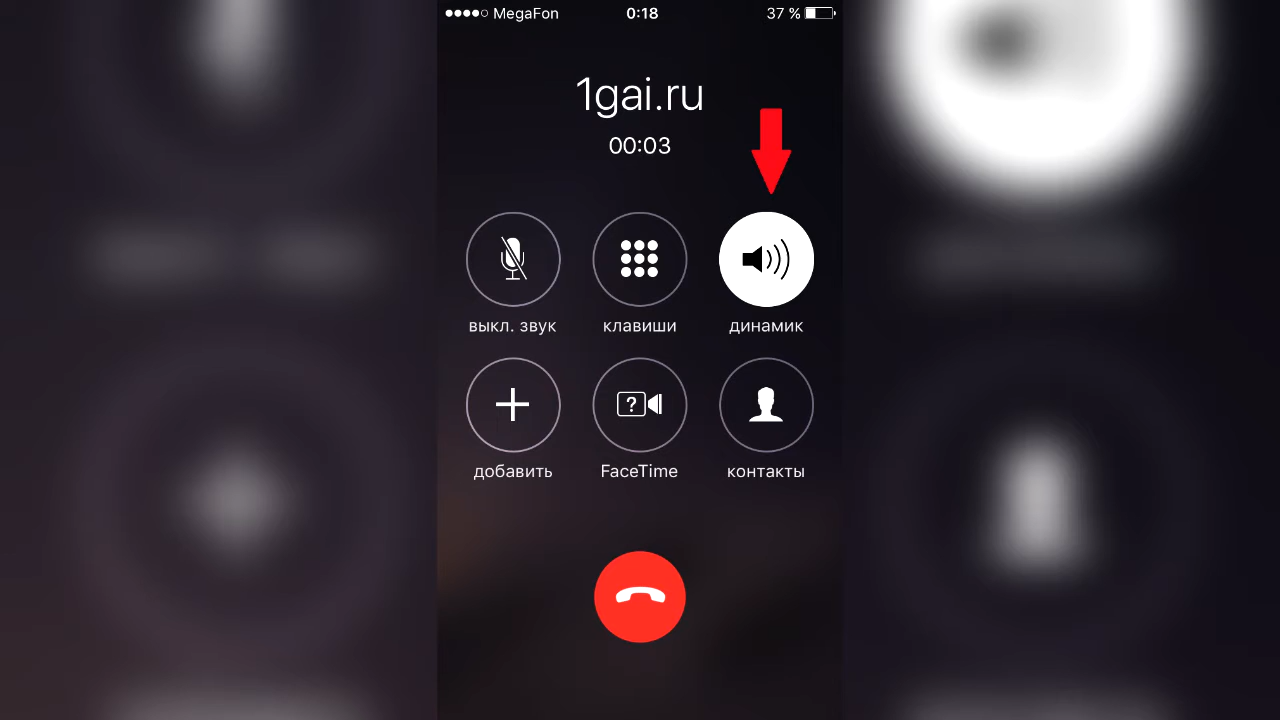 MegaFon 0:18 37 %
1gai.ru
00:03
выкл. звук клавиши динамик
?
добавить FaceTime контакты